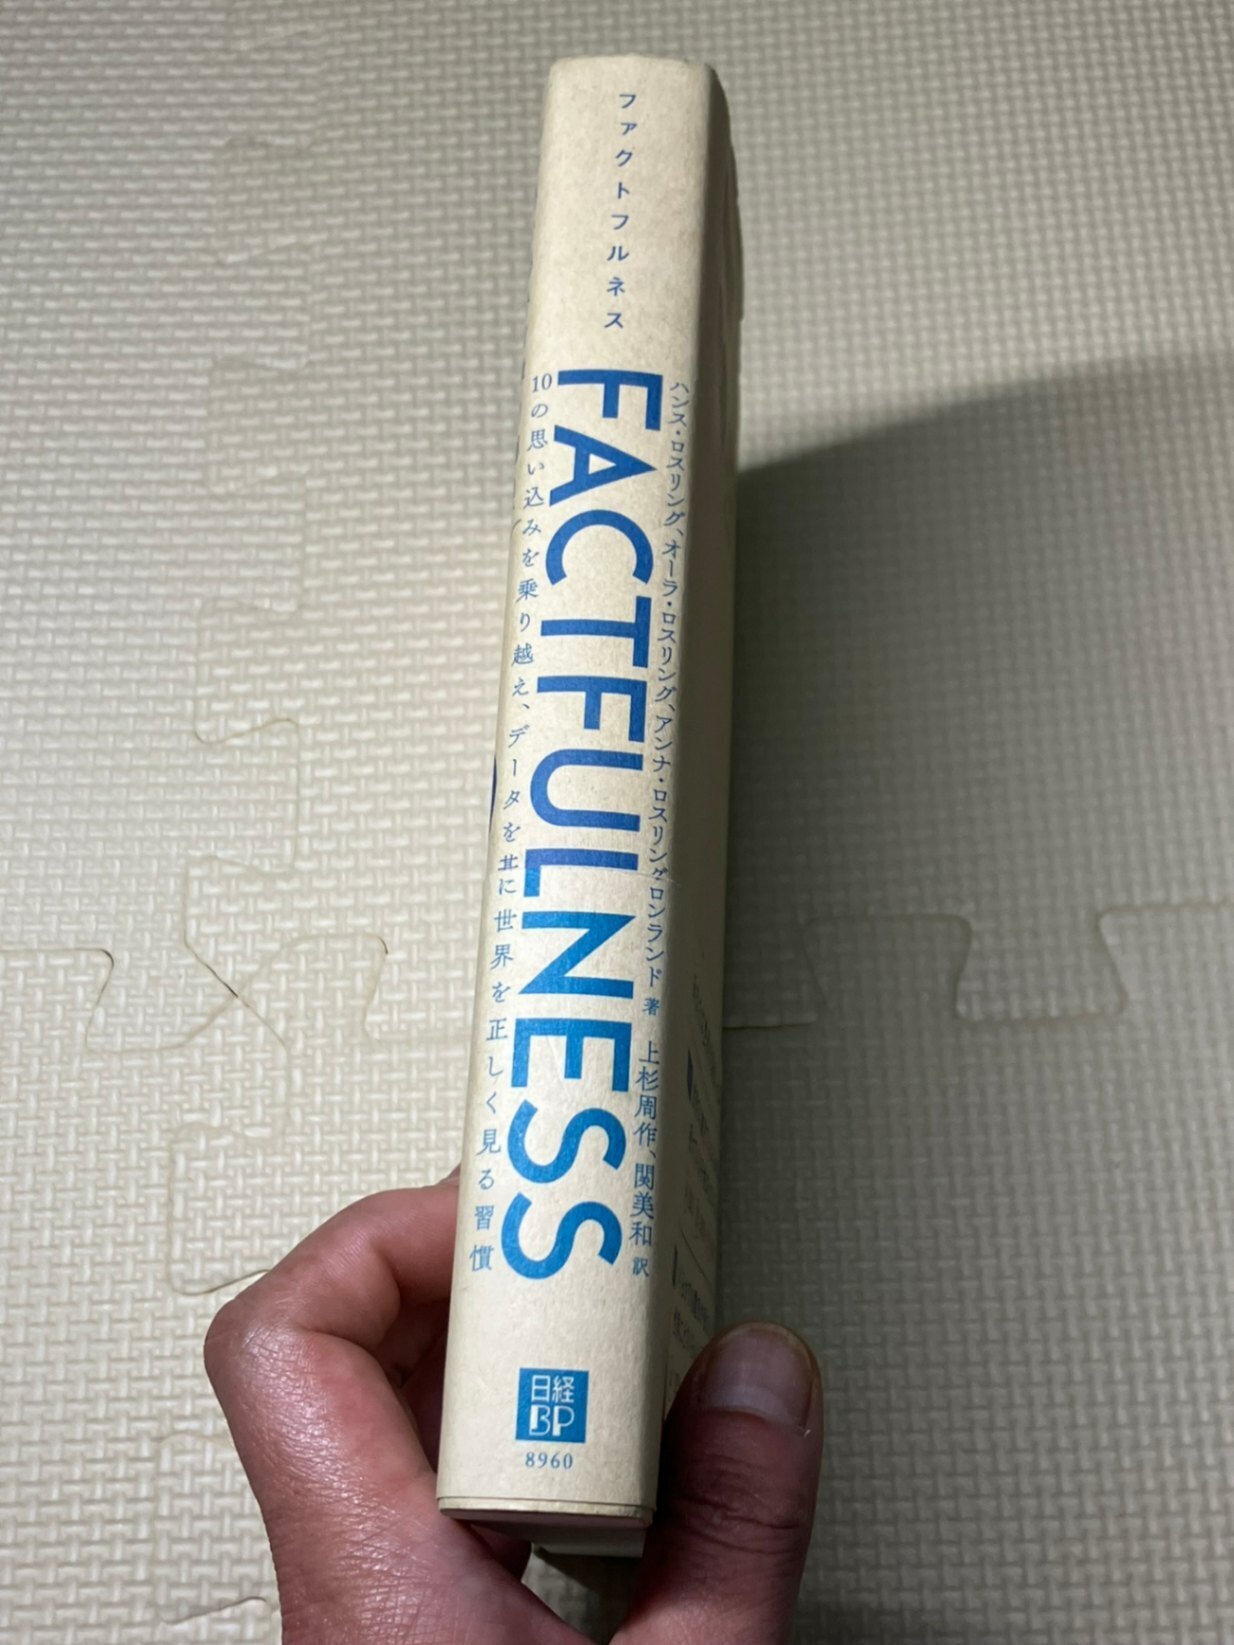 ファクトフルネス
FACTFULNESS
ハンス・ロスリング、オーラ・ロスリング、アンナ・ロスリング・ロンランド 著 上杉周作、関美和 訳
10の思い込みを乗り越え、データを基に世界を正しく見る習慣
日経
BP
8960